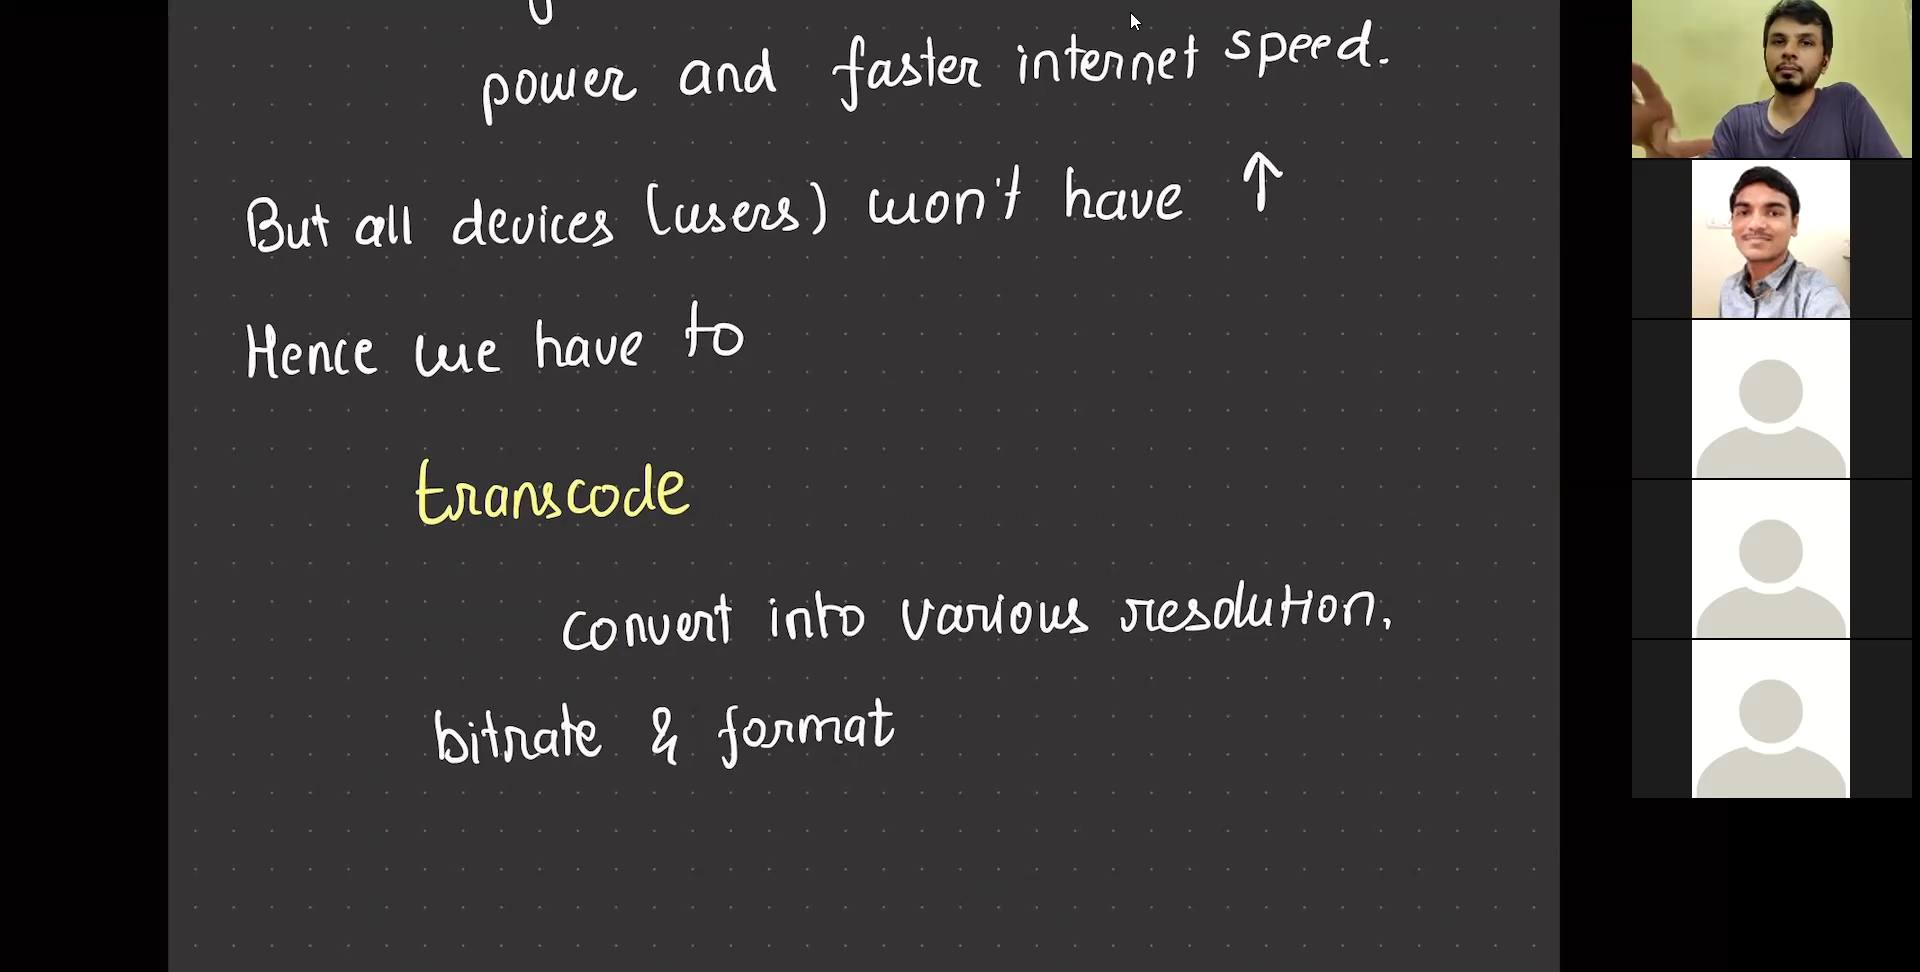 power and faster internet speed.
But all devices (users) won't have ↑
Hence we have to
transcode
convert into various resolution,
bitrate & format